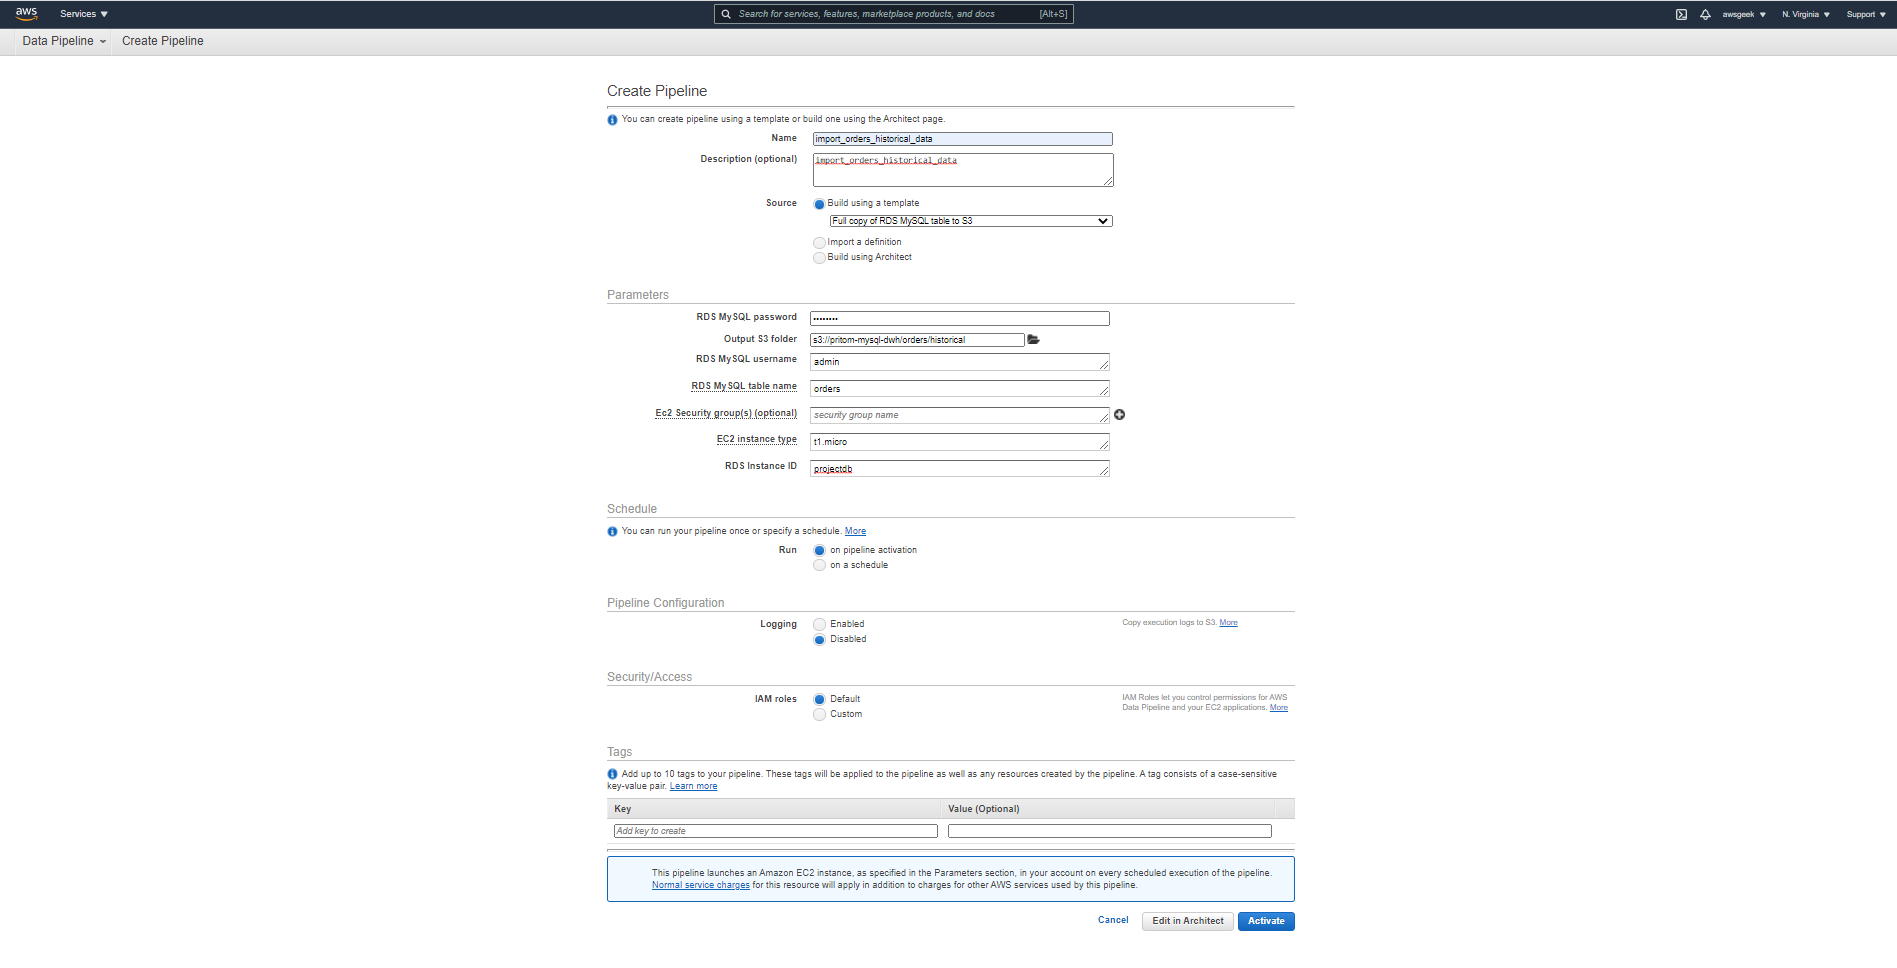 aws Services Search for services, features, marketplace products, and docs [Alt+S] awsgeek N. Virginia Support
Data Pipeline Create Pipeline
Create Pipeline
You can create pipeline using a template or build one using the Architect page.
Name import_orders_historical_data
Description (optional) import_orders_historical_data
Source Build using a template
Full copy of RDS MySQL table to S3
Import a definition
Build using Architect
Parameters
RDS MySQL password ••••••••
Output S3 folder s3://pritom-mysql-dwh/orders/historical
RDS MySQL username admin
RDS MySQL table name orders
Ec2 Security group(s) (optional) security group name
EC2 instance type t1.micro
RDS Instance ID projectdb
Schedule
You can run your pipeline once or specify a schedule. More
Run on pipeline activation
on a schedule
Pipeline Configuration
Logging Enabled Copy execution logs to S3. More
Disabled
Security/Access
IAM roles Default IAM Roles let you control permissions for AWS
Custom Data Pipeline and your EC2 applications. More
Tags
Add up to 10 tags to your pipeline. These tags will be applied to the pipeline as well as any resources created by the pipeline. A tag consists of a case-sensitive
key-value pair. Learn more
Key Value (Optional)
Add key to create
This pipeline launches an Amazon EC2 instance, as specified in the Parameters section, in your account on every scheduled execution of the pipeline.
Normal service charges for this resource will apply in addition to charges for other AWS services used by this pipeline.
Cancel Edit in Architect Activate